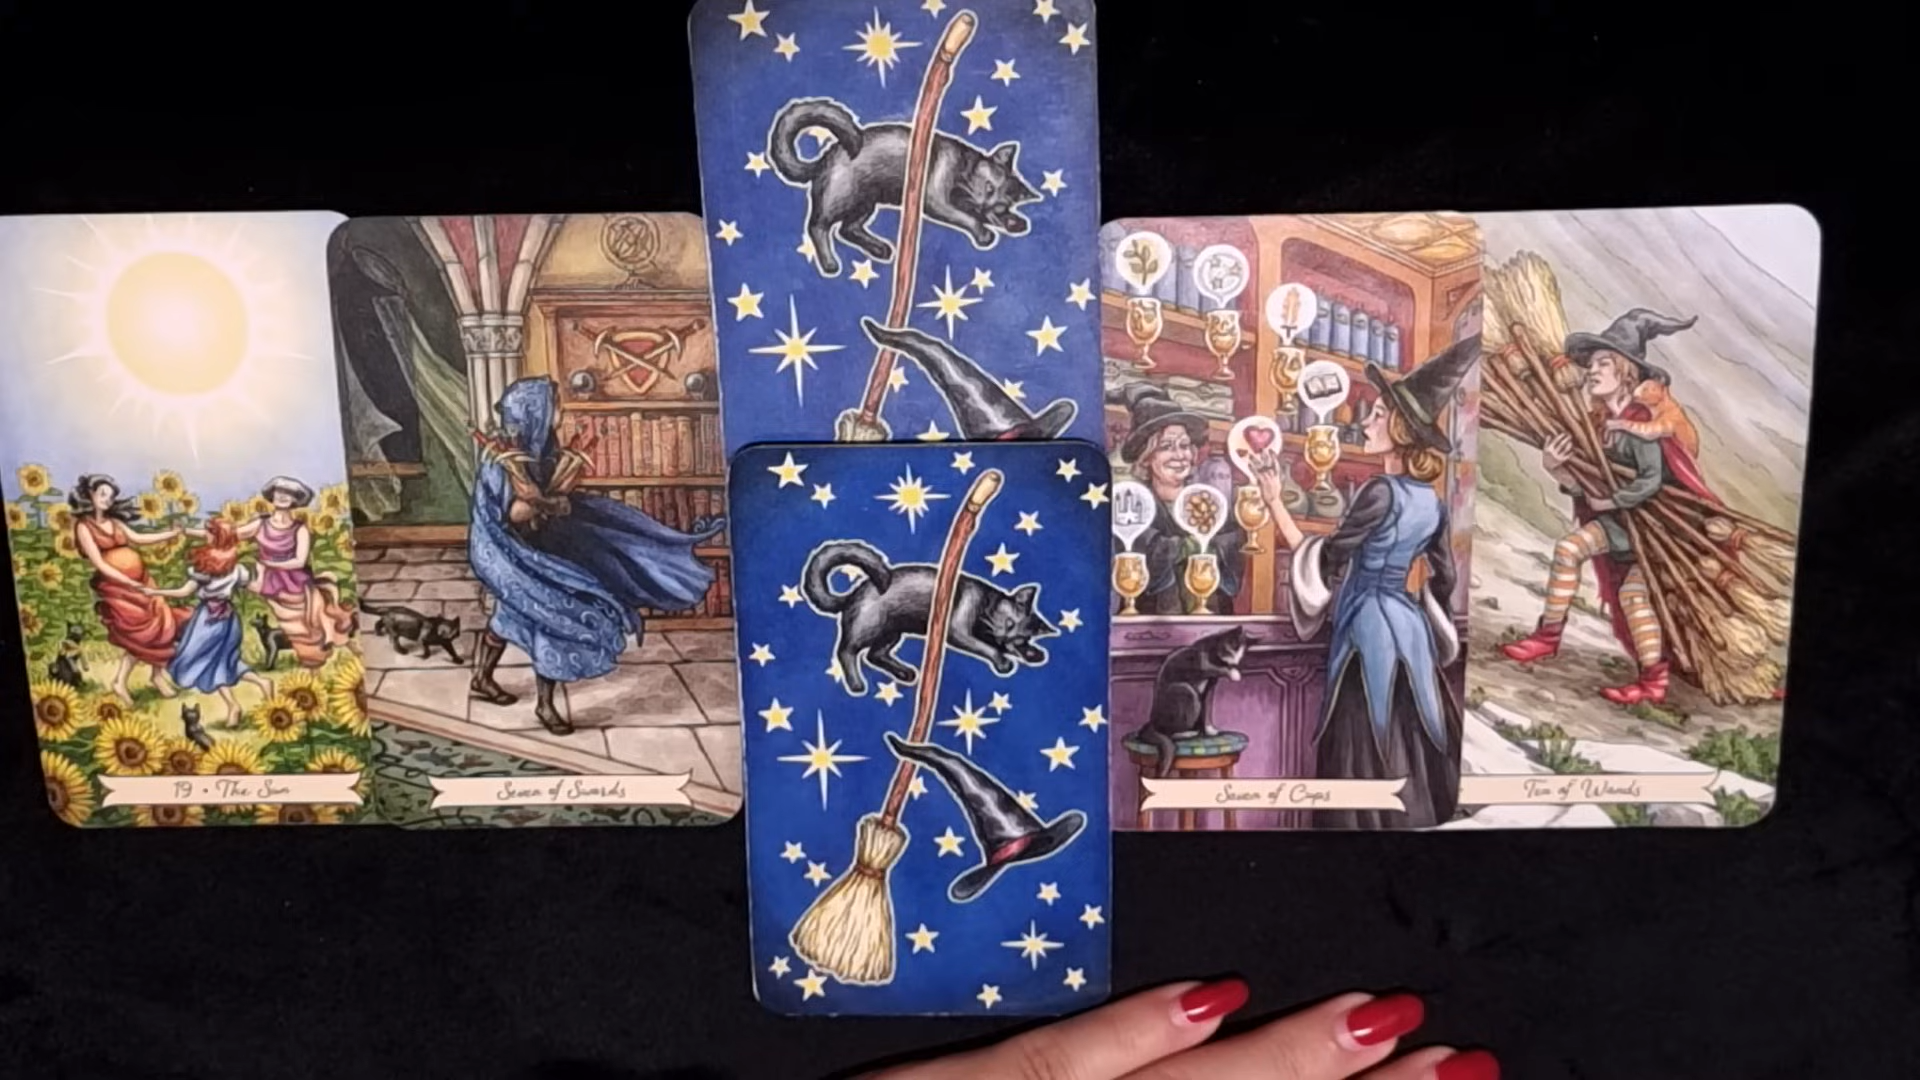 19 • The Sun
Seven of Swords
Seven of Cups
Ten of Wands